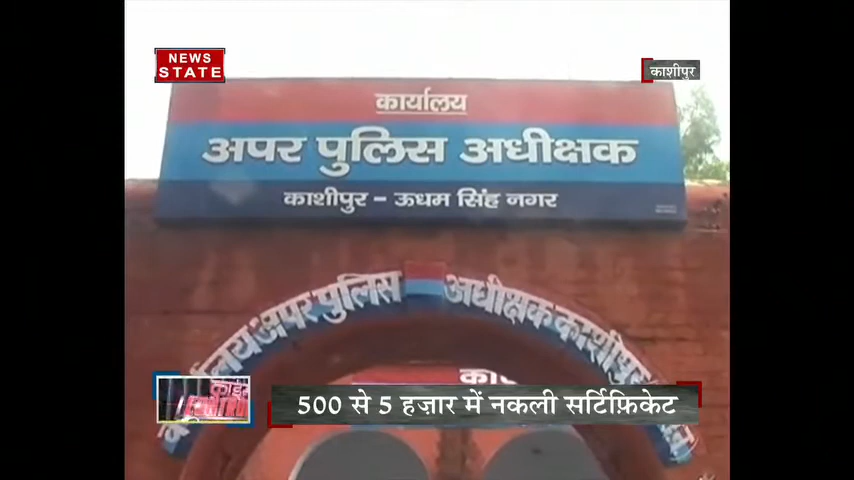 NEWS
STATE
काशीपुर
कार्यालय
अपर पुलिस अधीक्षक
काशीपुर - ऊधम सिंह नगर
अपर पुलिस अधीक्षक काशीपुर
500 से 5 हज़ार में नकली सर्टिफ़िकेट